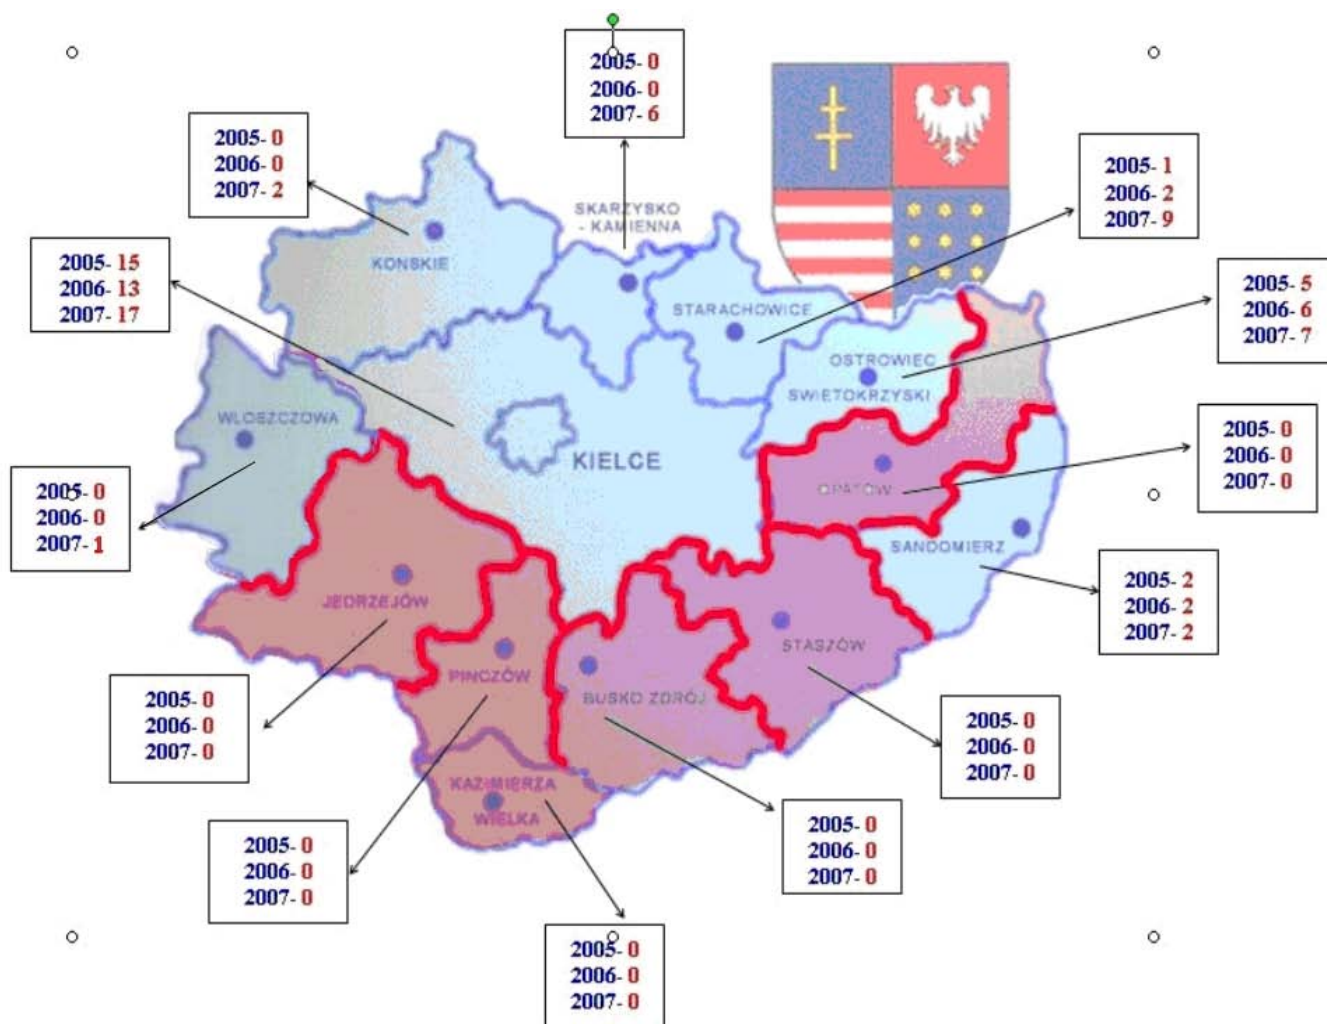 2005- 0
2006- 0
2007- 6
2005- 0
2006- 0
2007- 2
2005- 1
2006- 2
2007- 9
SKARZYSKO
- KAMIENNA
KONSKIE
2005- 15
2006- 13
2007- 17
STARACHOWICE
2005- 5
2006- 6
2007- 7
OSTROWIEC
SWIETOKRZYSKI
WLOSZCZOWA
KIELCE
2005- 0
2006- 0
2007- 0
2005- 0
2006- 0
2007- 1
OPATÓW
SANDOMIERZ
2005- 2
2006- 2
2007- 2
JEDRZEJÓW
STASZÓW
PINCZÓW
BUSKO ZDRÓJ
2005- 0
2006- 0
2007- 0
2005- 0
2006- 0
2007- 0
KAZIMIERZA
WIELKA
2005- 0
2006- 0
2007- 0
2005- 0
2006- 0
2007- 0
2005- 0
2006- 0
2007- 0